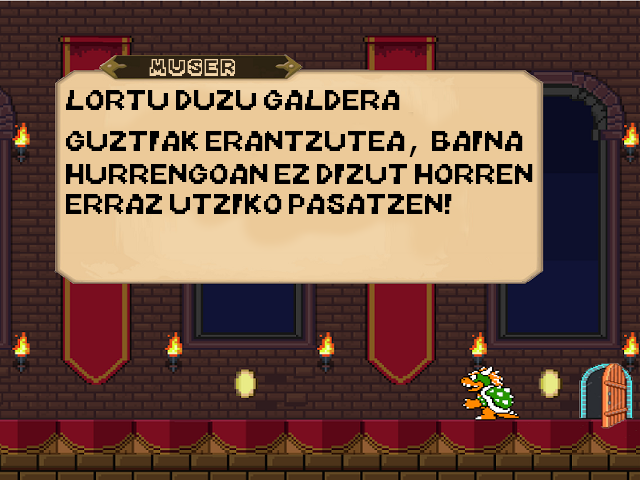 MUSER
LORTU DUZU GALDERA
GUZTIAK ERANTZUTEA, BAINA
HURRENGOAN EZ DIZUT HORREN
ERRAZ UTZIKO PASATZEN!